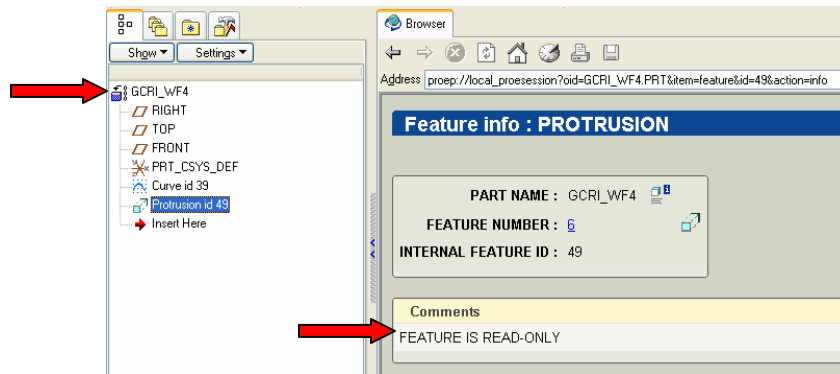 Show Settings
GCRI_WF4
RIGHT
TOP
FRONT
PRT_CSYS_DEF
Curve id 39
Protrusion id 49
Insert Here
Browser
Address proep://local_proesession?oid=GCRI_WF4.PRT&item=feature&id=49&action=info
Feature info : PROTRUSION
PART NAME : GCRI_WF4
FEATURE NUMBER : 6
INTERNAL FEATURE ID : 49
Comments
FEATURE IS READ-ONLY